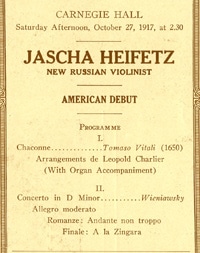 CARNEGIE HALL
Saturday Afternoon, October 27, 1917, at 2.30
JASCHA HEIFETZ
NEW RUSSIAN VIOLINIST
AMERICAN DEBUT
PROGRAMME
I.
Chaconne..............Tomaso Vitali (1650)
Arrangements de Leopold Charlier
(With Organ Accompaniment)
II.
Concerto in D Minor...........Wieniawsky
Allegro moderato
Romanze: Andante non troppo
Finale: A la Zingara